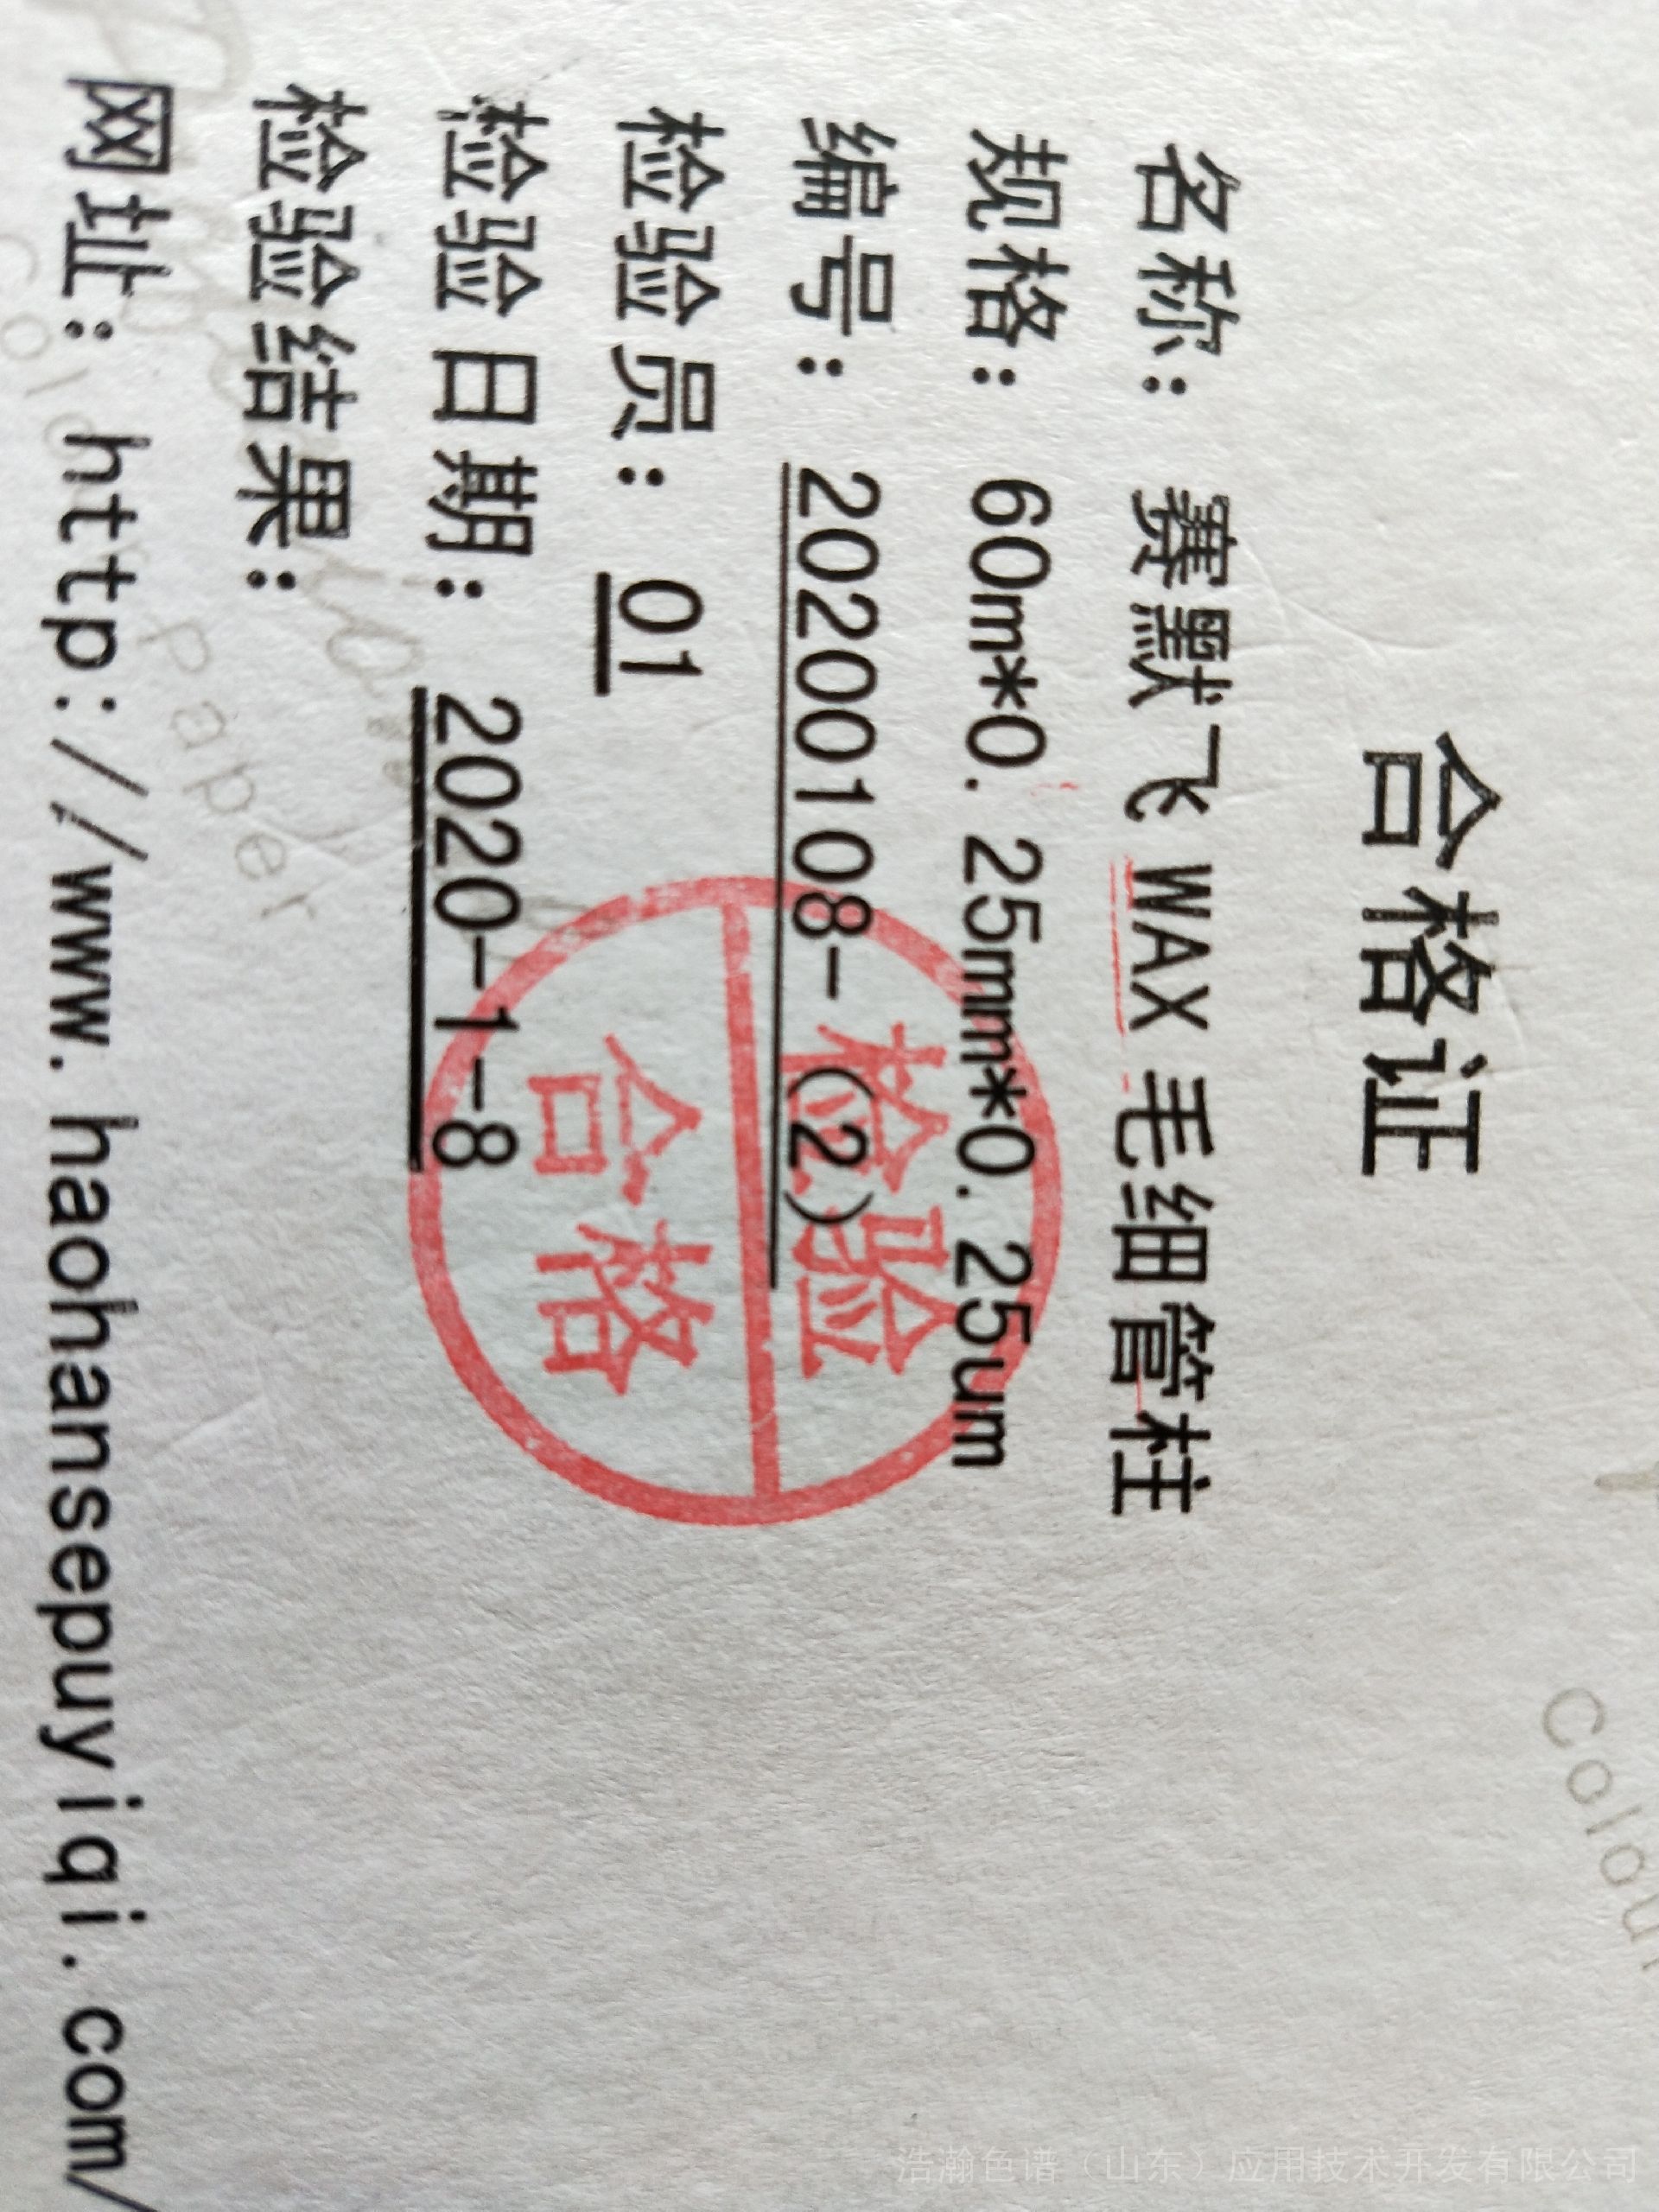 合格证
名称: 赛默飞 WAX 毛细管柱
规格: 60m*0.25mm*0.25um
编号: 20200108-(2)
检验员: 01
检验日期: 2020-1-8
检验结果:
网址: http://www.haohansepuyiqi.com/
检验
合格
Paper
Colour
浩瀚色谱（山东）应用技术开发有限公司